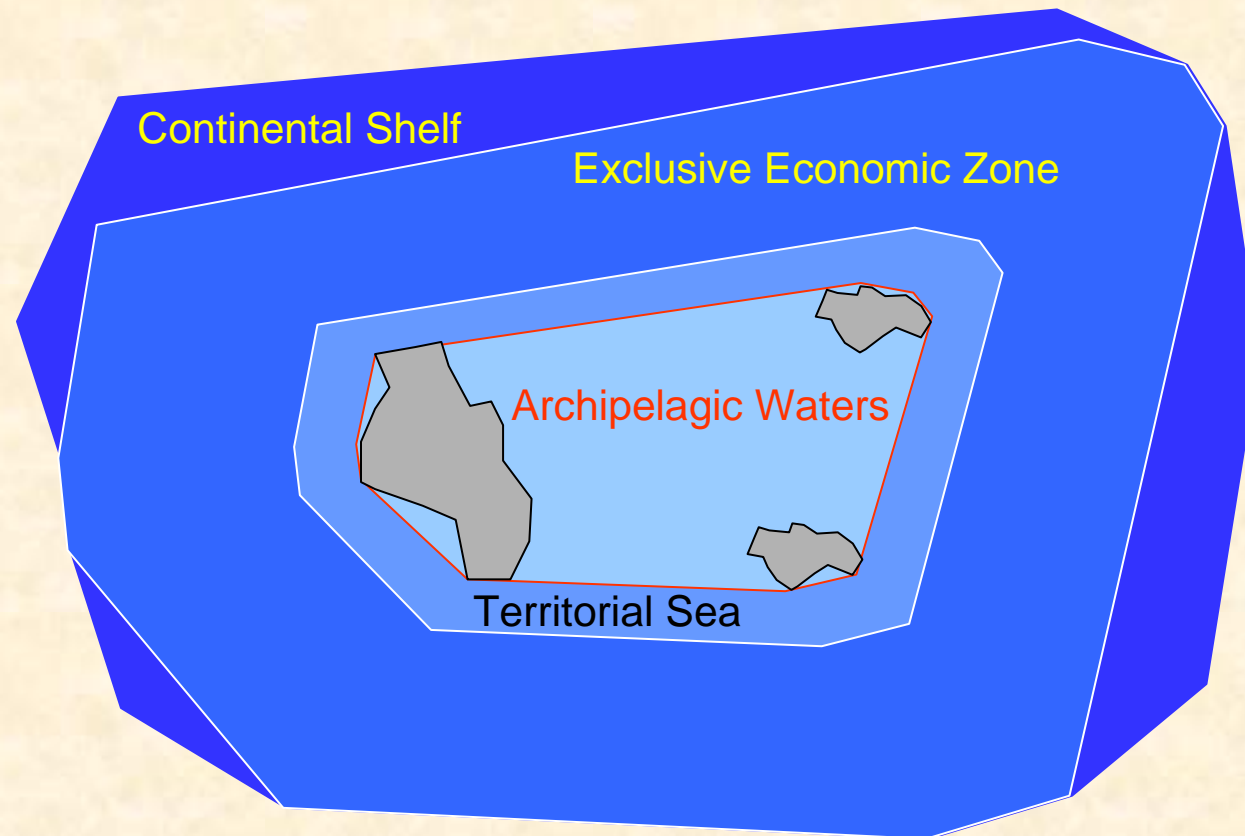 Continental Shelf
Exclusive Economic Zone
Archipelagic Waters
Territorial Sea